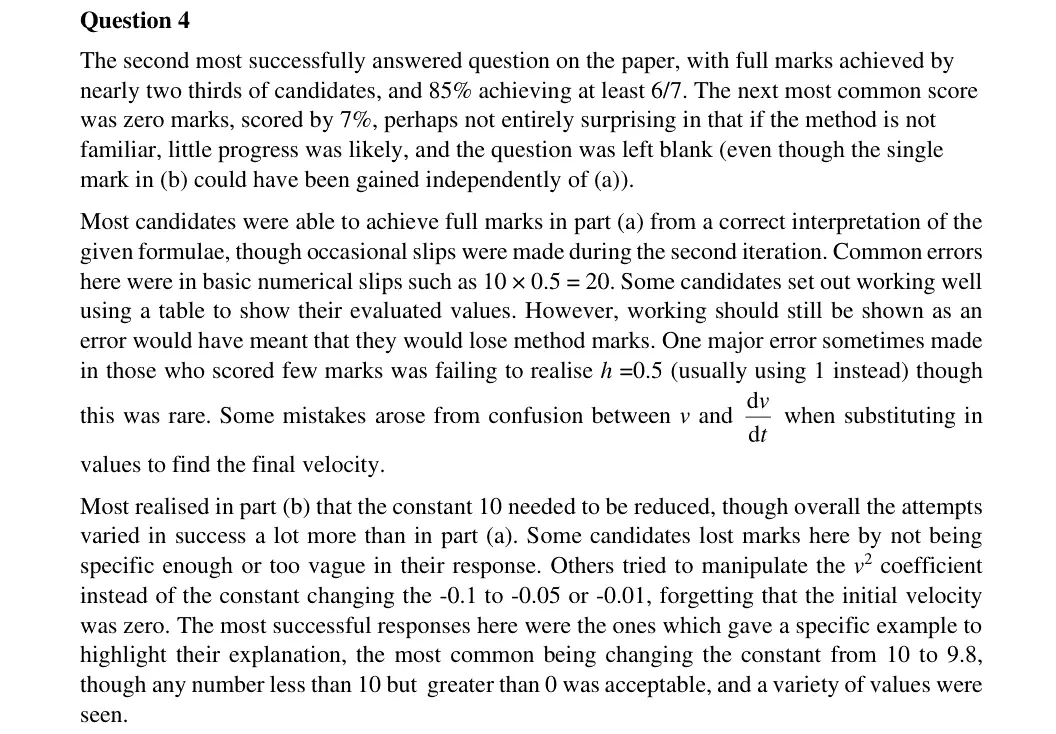 Question 4
The second most successfully answered question on the paper, with full marks achieved by
nearly two thirds of candidates, and 85% achieving at least 6/7. The next most common score
was zero marks, scored by 7%, perhaps not entirely surprising in that if the method is not
familiar, little progress was likely, and the question was left blank (even though the single
mark in (b) could have been gained independently of (a)).
Most candidates were able to achieve full marks in part (a) from a correct interpretation of the
given formulae, though occasional slips were made during the second iteration. Common errors
here were in basic numerical slips such as 10 × 0.5 = 20. Some candidates set out working well
using a table to show their evaluated values. However, working should still be shown as an
error would have meant that they would lose method marks. One major error sometimes made
in those who scored few marks was failing to realise h =0.5 (usually using 1 instead) though
this was rare. Some mistakes arose from confusion between v and dv/dt when substituting in
values to find the final velocity.
Most realised in part (b) that the constant 10 needed to be reduced, though overall the attempts
varied in success a lot more than in part (a). Some candidates lost marks here by not being
specific enough or too vague in their response. Others tried to manipulate the v² coefficient
instead of the constant changing the -0.1 to -0.05 or -0.01, forgetting that the initial velocity
was zero. The most successful responses here were the ones which gave a specific example to
highlight their explanation, the most common being changing the constant from 10 to 9.8,
though any number less than 10 but greater than 0 was acceptable, and a variety of values were
seen.